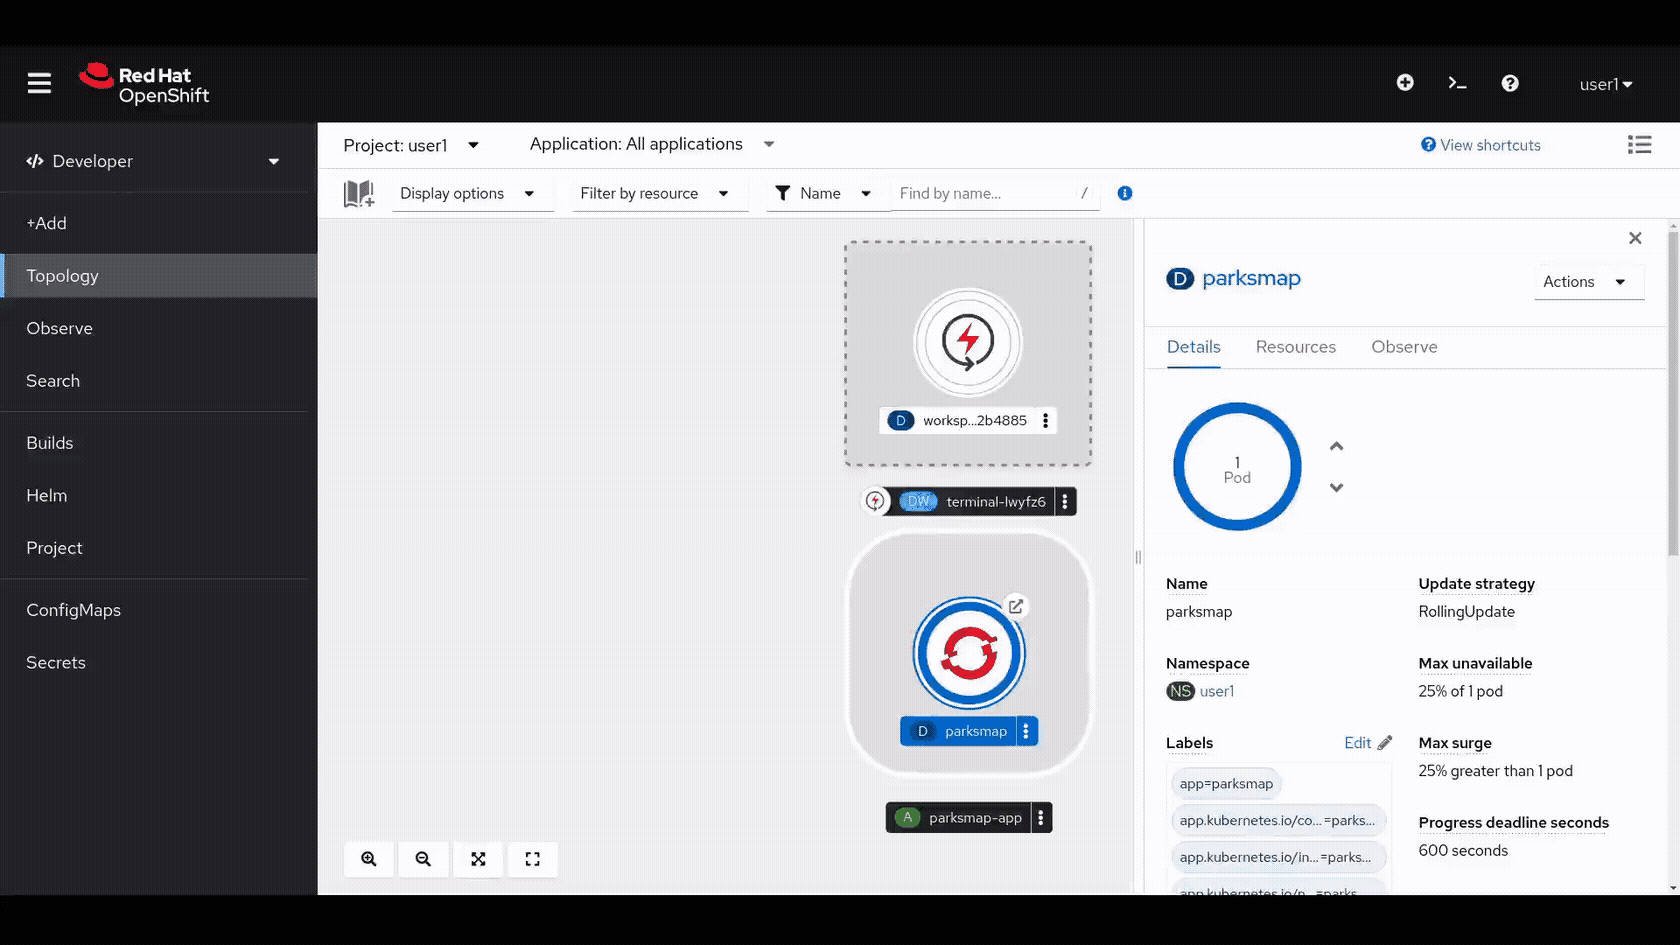 Red Hat
OpenShift
user1
Developer
+Add
Topology
Observe
Search
Builds
Helm
Project
ConfigMaps
Secrets
Project: user1
Application: All applications
View shortcuts
Display options
Filter by resource
Name
Find by name...
/
D worksp...2b4885
DW terminal-lwyfz6
D parksmap
A parksmap-app
D parksmap
Actions
Details
Resources
Observe
1
Pod
Name
parksmap
Update strategy
RollingUpdate
Namespace
NS user1
Max unavailable
25% of 1 pod
Labels
Edit
app=parksmap
app.kubernetes.io/co...=parks...
app.kubernetes.io/in...=parks...
app.kubernetes.io/n...=parks...
Max surge
25% greater than 1 pod
Progress deadline seconds
600 seconds